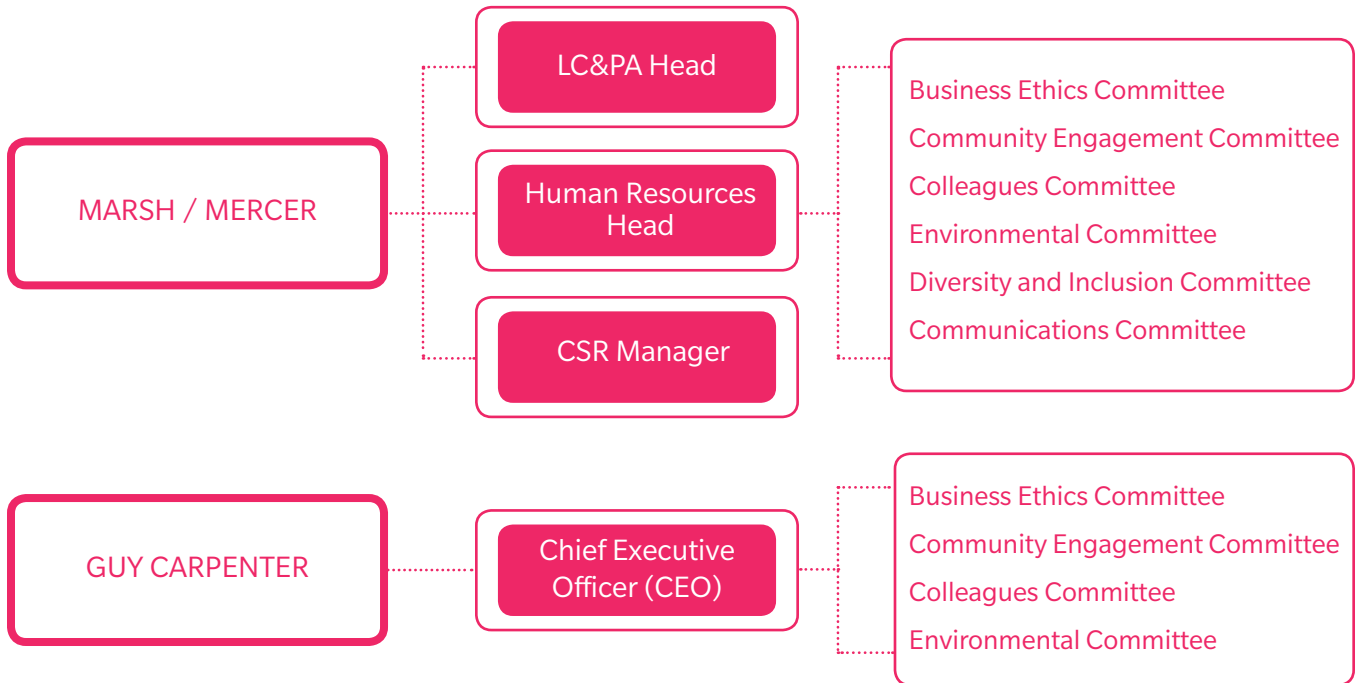 MARSH / MERCER
LC&PA Head
Human Resources
Head
CSR Manager
Business Ethics Committee
Community Engagement Committee
Colleagues Committee
Environmental Committee
Diversity and Inclusion Committee
Communications Committee
GUY CARPENTER
Chief Executive
Officer (CEO)
Business Ethics Committee
Community Engagement Committee
Colleagues Committee
Environmental Committee